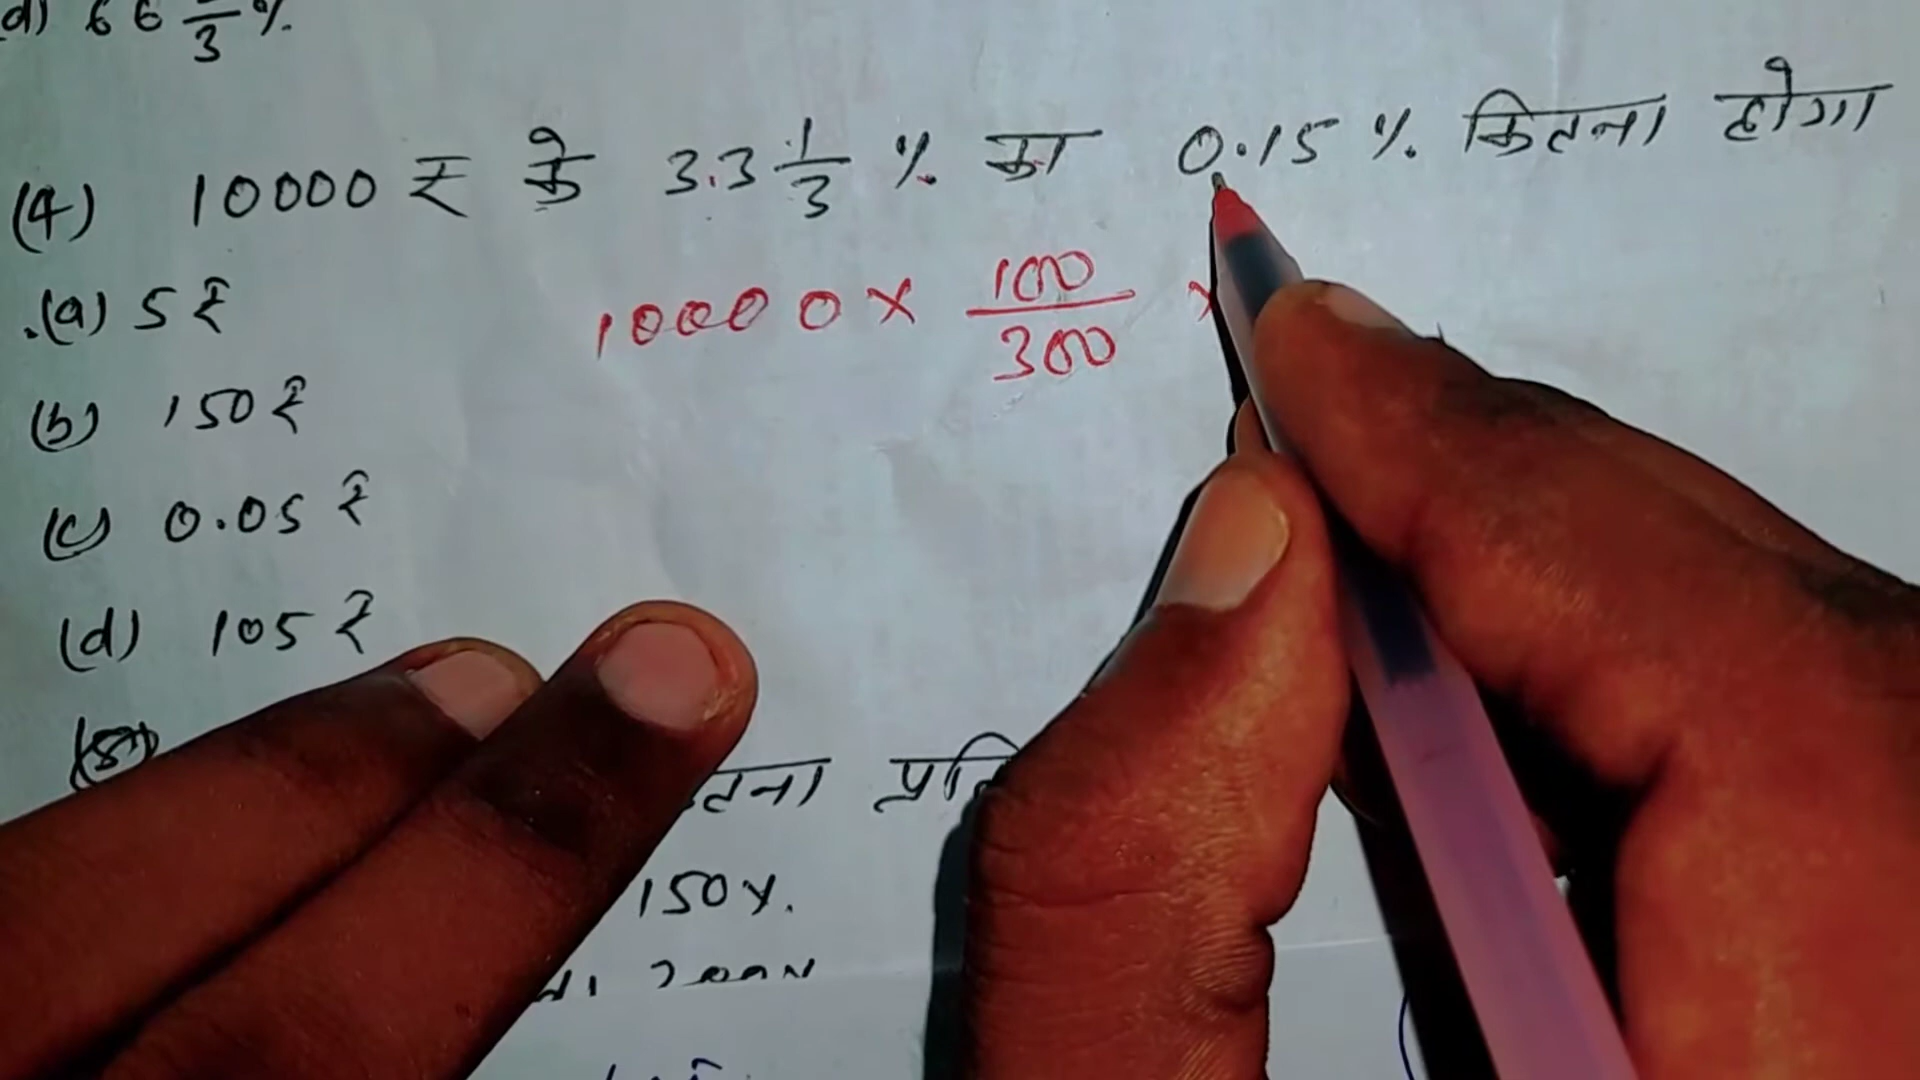 (d) 66 2/3 %.
(4) 10000 ₹ के 33 1/3 % का 0.15 %. कितना होगा
10000 × 100/300 ×
(a) 5 ₹
(b) 150 ₹
(c) 0.05 ₹
(d) 105 ₹
(5)
150 %.